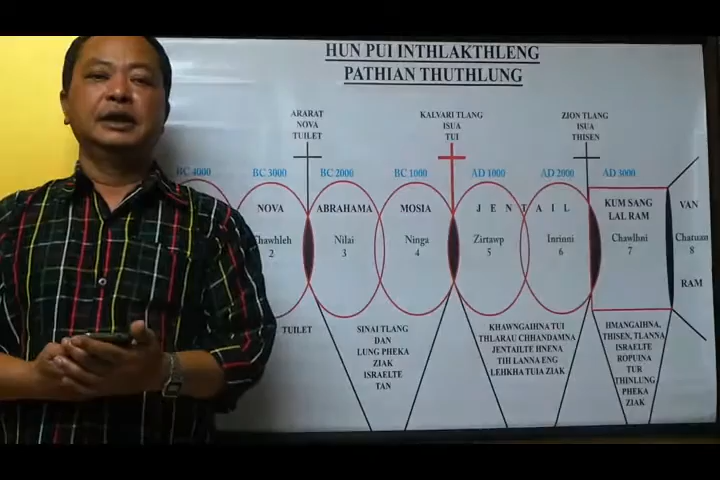 HUN PUI INTHLAKTHLENG
PATHIAN THUTHLUNG
ARARAT
NOVA
TUILET
KALVARI TLANG
ISUA
TUI
ZION TLANG
ISUA
THISEN
BC 4000 BC 3000 BC 2000 BC 1000 AD 1000 AD 2000 AD 3000
NOVA ABRAHAMA MOSIA J E N T A I L KUM SANG
LAL RAM
VAN
Nilai Ninga Zirtawp Inrinni Chawlhni
2 3 4 5 6 7
Chatuan
8
RAM
TUILET
SINAI TLANG
DAN
LUNG PHEKA
ZIAK
ISRAELTE
TAN
KHAWNGAIHNA TUI
THLARAU CHHANDAMNA
JENTAILTE HNENA
TIH LANNA ENG
LEHKHA TUIA ZIAK
HMANGAIHNA,
THISEN, TLANNA
ISRAELTE
ROPUINA
TUR
THINLUNG
PHEKA
ZIAK